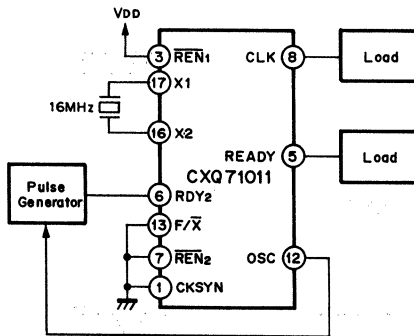 VDD
3 REN1
17 X1
16MHz
16 X2
Pulse
Generator
6 RDY2
13 F/X
7 REN2
1 CKSYN
CLK 8
READY 5
CXQ71011
OSC 12
Load
Load